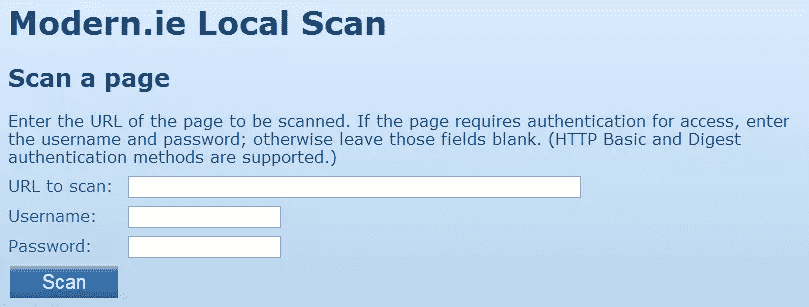 Modern.ie Local Scan
Scan a page
Enter the URL of the page to be scanned. If the page requires authentication for access, enter
the username and password; otherwise leave those fields blank. (HTTP Basic and Digest
authentication methods are supported.)
URL to scan:
Username:
Password:
Scan